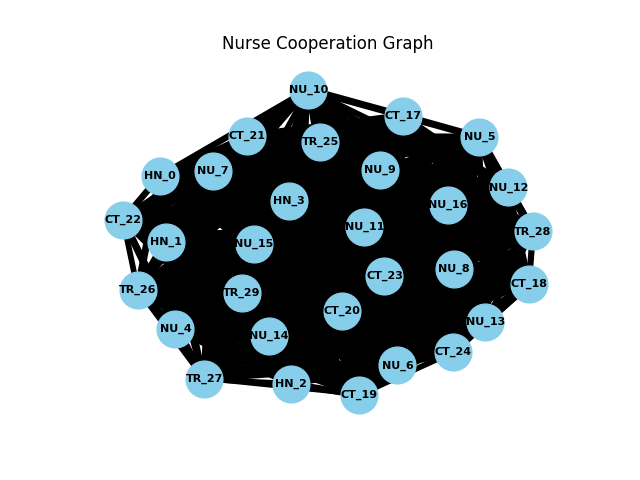 Nurse Cooperation Graph
NU_10
CT_17
CT_21
NU_5
TR_25
NU_7
NU_9
HN_0
NU_12
HN_3
NU_16
CT_22
NU_11
TR_28
HN_1
NU_15
NU_8
CT_23
CT_18
TR_26
TR_29
CT_20
NU_13
NU_4
NU_14
CT_24
NU_6
TR_27
HN_2
CT_19